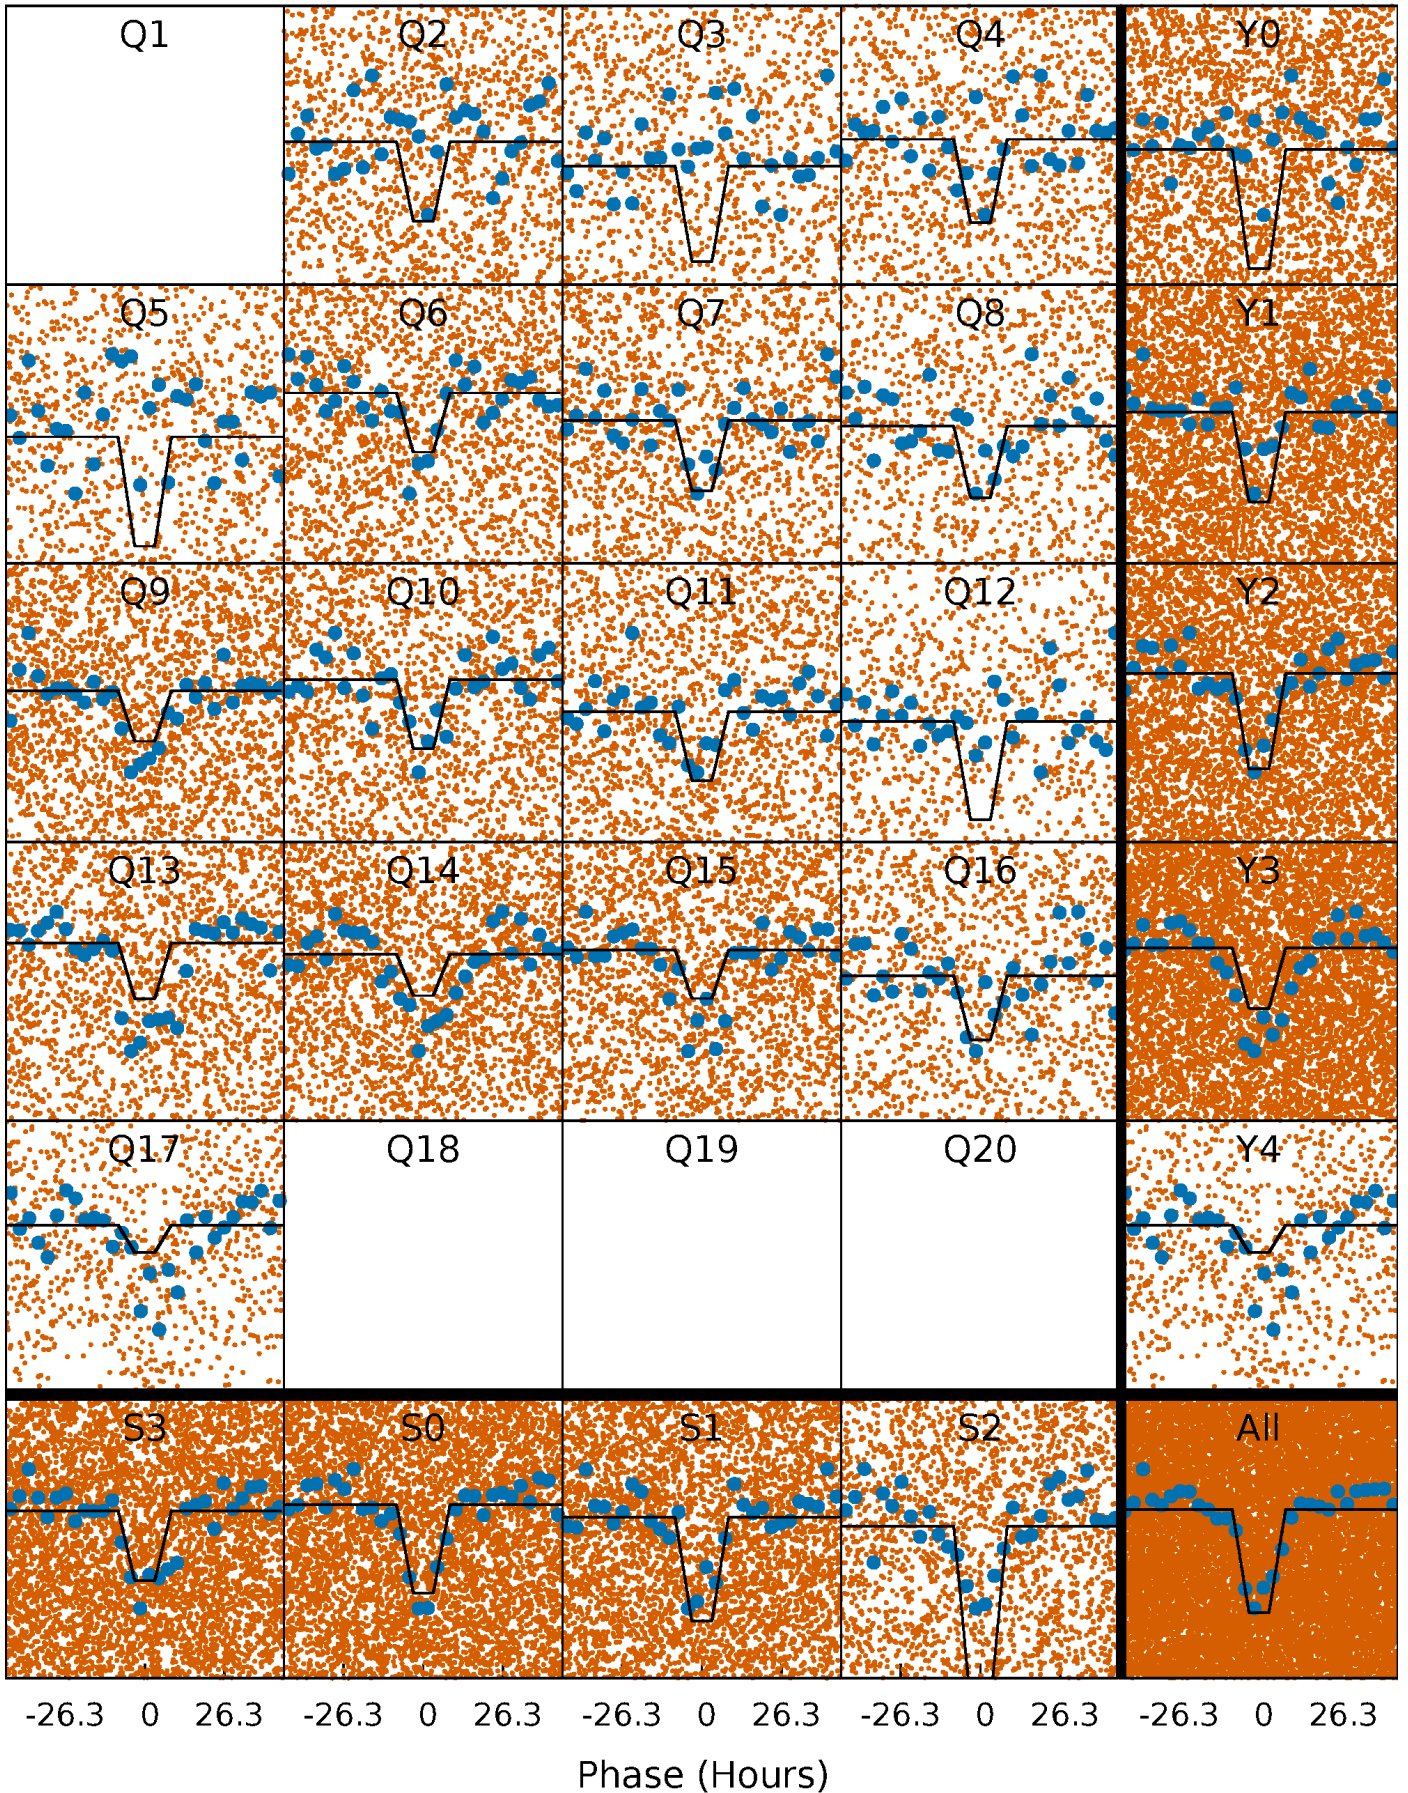 Q1 Q2 Q3 Q4 Y0
Q5 Q6 Q7 Q8 Y1
Q9 Q10 Q11 Q12 Y2
Q13 Q14 Q15 Q16 Y3
Q17 Q18 Q19 Q20 Y4
S3 S0 S1 S2 All
-26.3 0 26.3 -26.3 0 26.3 -26.3 0 26.3 -26.3 0 26.3 -26.3 0 26.3
Phase (Hours)